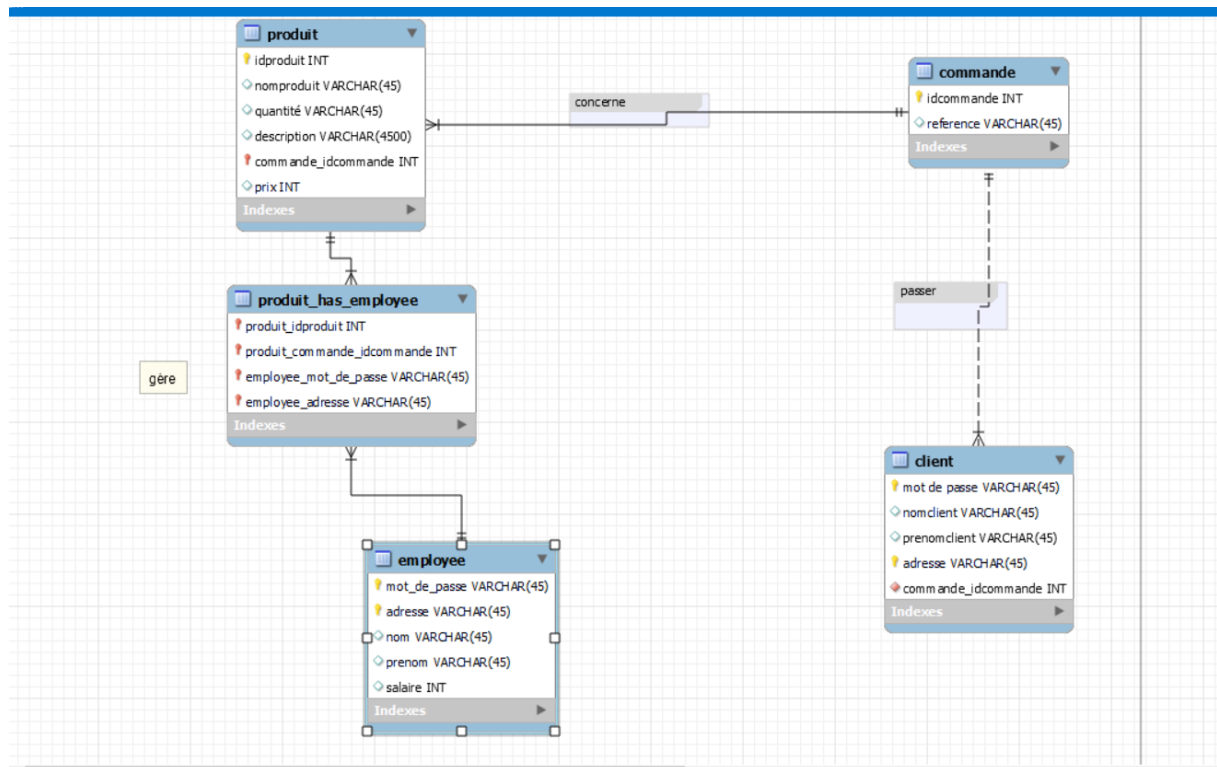 produit
idproduit INT
nomproduit VARCHAR(45)
quantité VARCHAR(45)
description VARCHAR(4500)
commande_idcommande INT
prix INT
Indexes
concerne
commande
idcommande INT
reference VARCHAR(45)
Indexes
produit_has_employee
produit_idproduit INT
produit_commande_idcommande INT
employee_mot_de_passe VARCHAR(45)
employee_adresse VARCHAR(45)
Indexes
gère
passer
client
mot de passe VARCHAR(45)
nomclient VARCHAR(45)
prenomclient VARCHAR(45)
adresse VARCHAR(45)
commande_idcommande INT
Indexes
employee
mot_de_passe VARCHAR(45)
adresse VARCHAR(45)
nom VARCHAR(45)
prenom VARCHAR(45)
salaire INT
Indexes